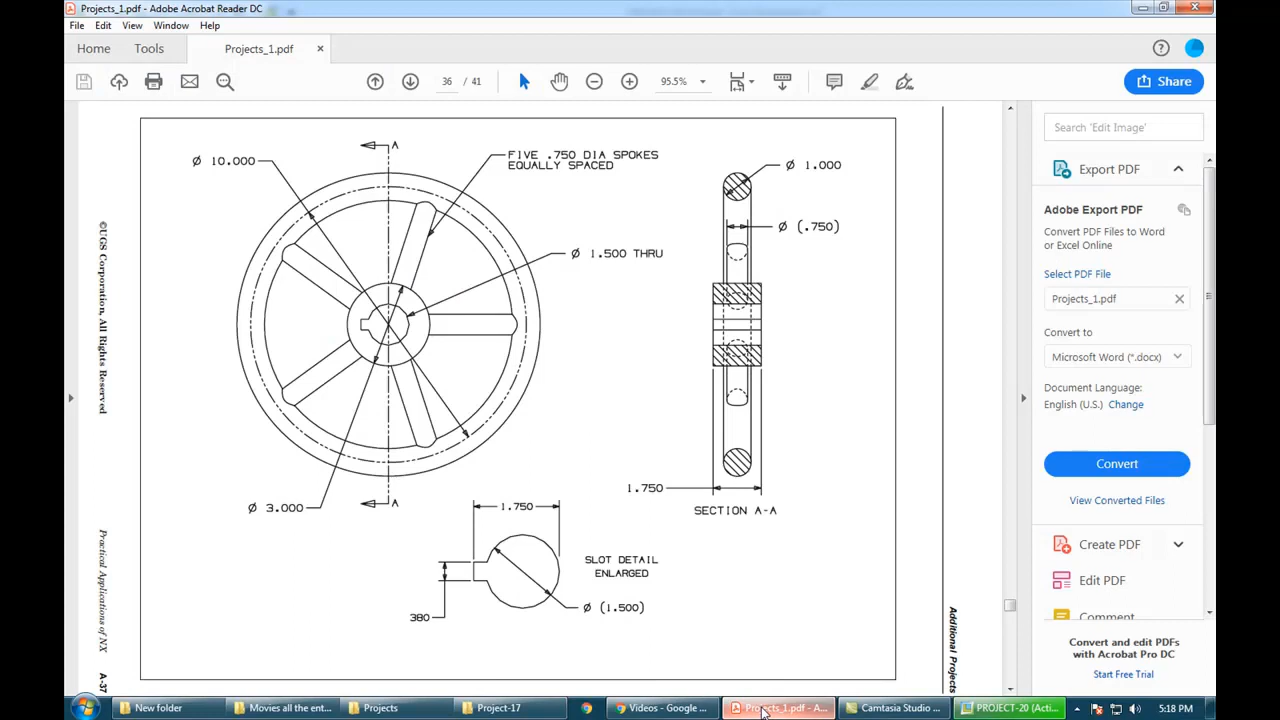 Projects_1.pdf - Adobe Acrobat Reader DC
File Edit View Window Help
Home Tools Projects_1.pdf ×
36 / 41 95.5% Share
Search 'Edit Image'
Export PDF
Adobe Export PDF
Convert PDF Files to Word
or Excel Online
Select PDF File
Projects_1.pdf
Convert to
Microsoft Word (*.docx)
Document Language:
English (U.S.) Change
Convert
View Converted Files
Create PDF
Edit PDF
Comment
Convert and edit PDFs
with Acrobat Pro DC
Start Free Trial
©UGS Corporation, All Rights Reserved
Practical Applications of NX
A-37
Additional Projects
Ø 10.000
A
FIVE .750 DIA SPOKES
EQUALLY SPACED
Ø 1.000
Ø (.750)
Ø 1.500 THRU
Ø 3.000
A
1.750
SECTION A-A
1.750
SLOT DETAIL
ENLARGED
380
Ø (1.500)
New folder Movies all the ent... Projects Project-17 Videos - Google ... Projects_1.pdf - A... Camtasia Studio ... PROJECT-20 (Acti... 5:18 PM